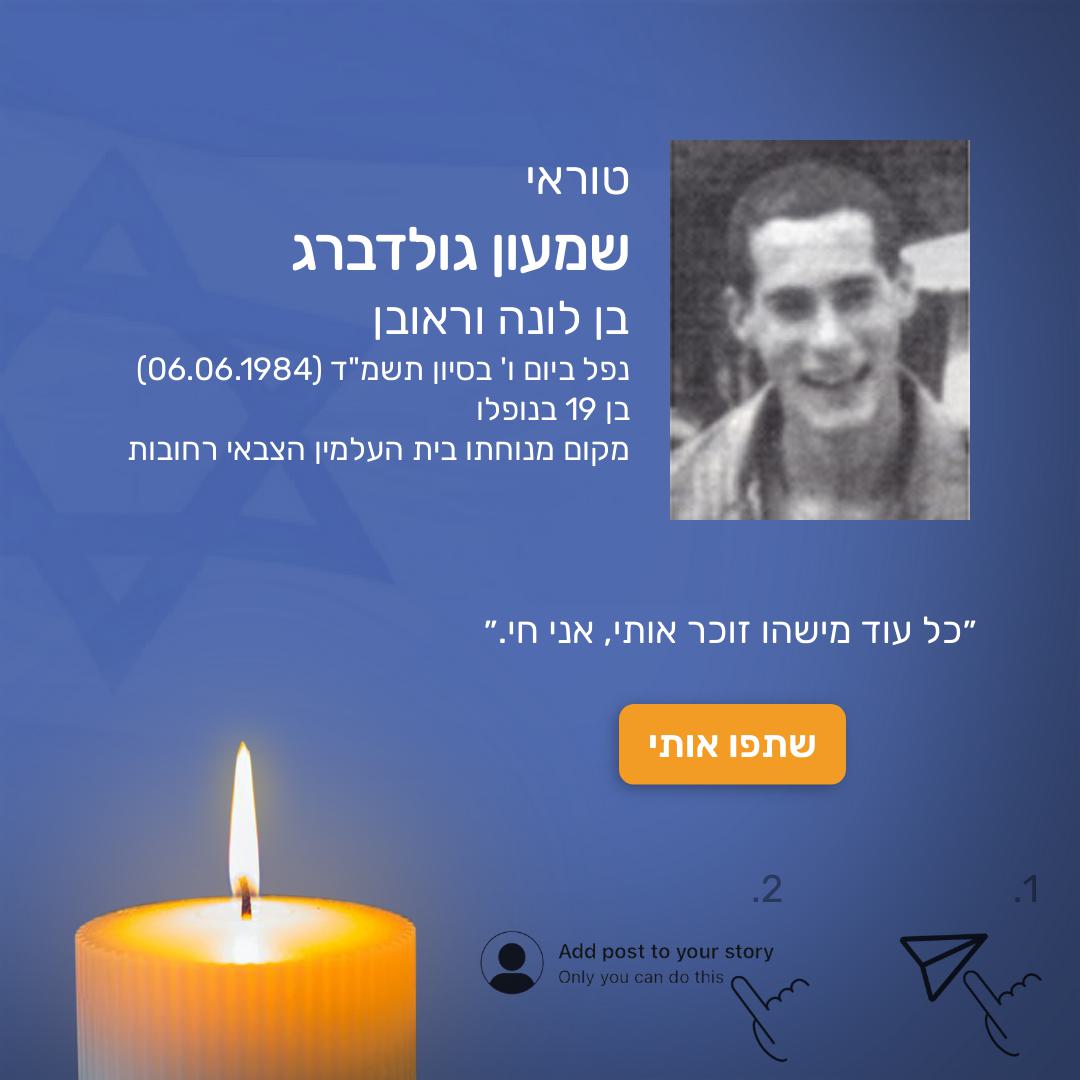 טוראי
שמעון גולדברג
בן לונה וראובן
נפל ביום ו' בסיון תשמ"ד (06.06.1984)
בן 19 בנופלו
מקום מנוחתו בית העלמין הצבאי רחובות
״כל עוד מישהו זוכר אותי, אני חי.״
שתפו אותי
1.
2.
Add post to your story
Only you can do this